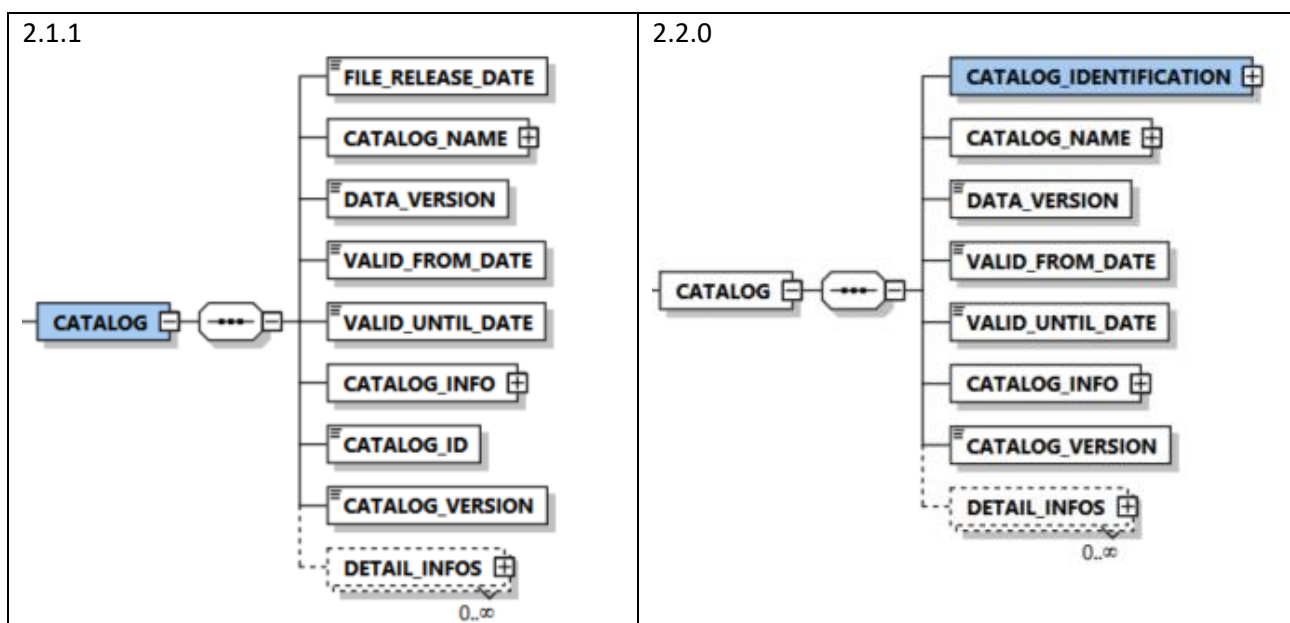 2.1.1
FILE_RELEASE_DATE
CATALOG_NAME
DATA_VERSION
VALID_FROM_DATE
CATALOG
VALID_UNTIL_DATE
CATALOG_INFO
CATALOG_ID
CATALOG_VERSION
DETAIL_INFOS
0..∞
2.2.0
CATALOG_IDENTIFICATION
CATALOG_NAME
DATA_VERSION
VALID_FROM_DATE
CATALOG
VALID_UNTIL_DATE
CATALOG_INFO
CATALOG_VERSION
DETAIL_INFOS
0..∞